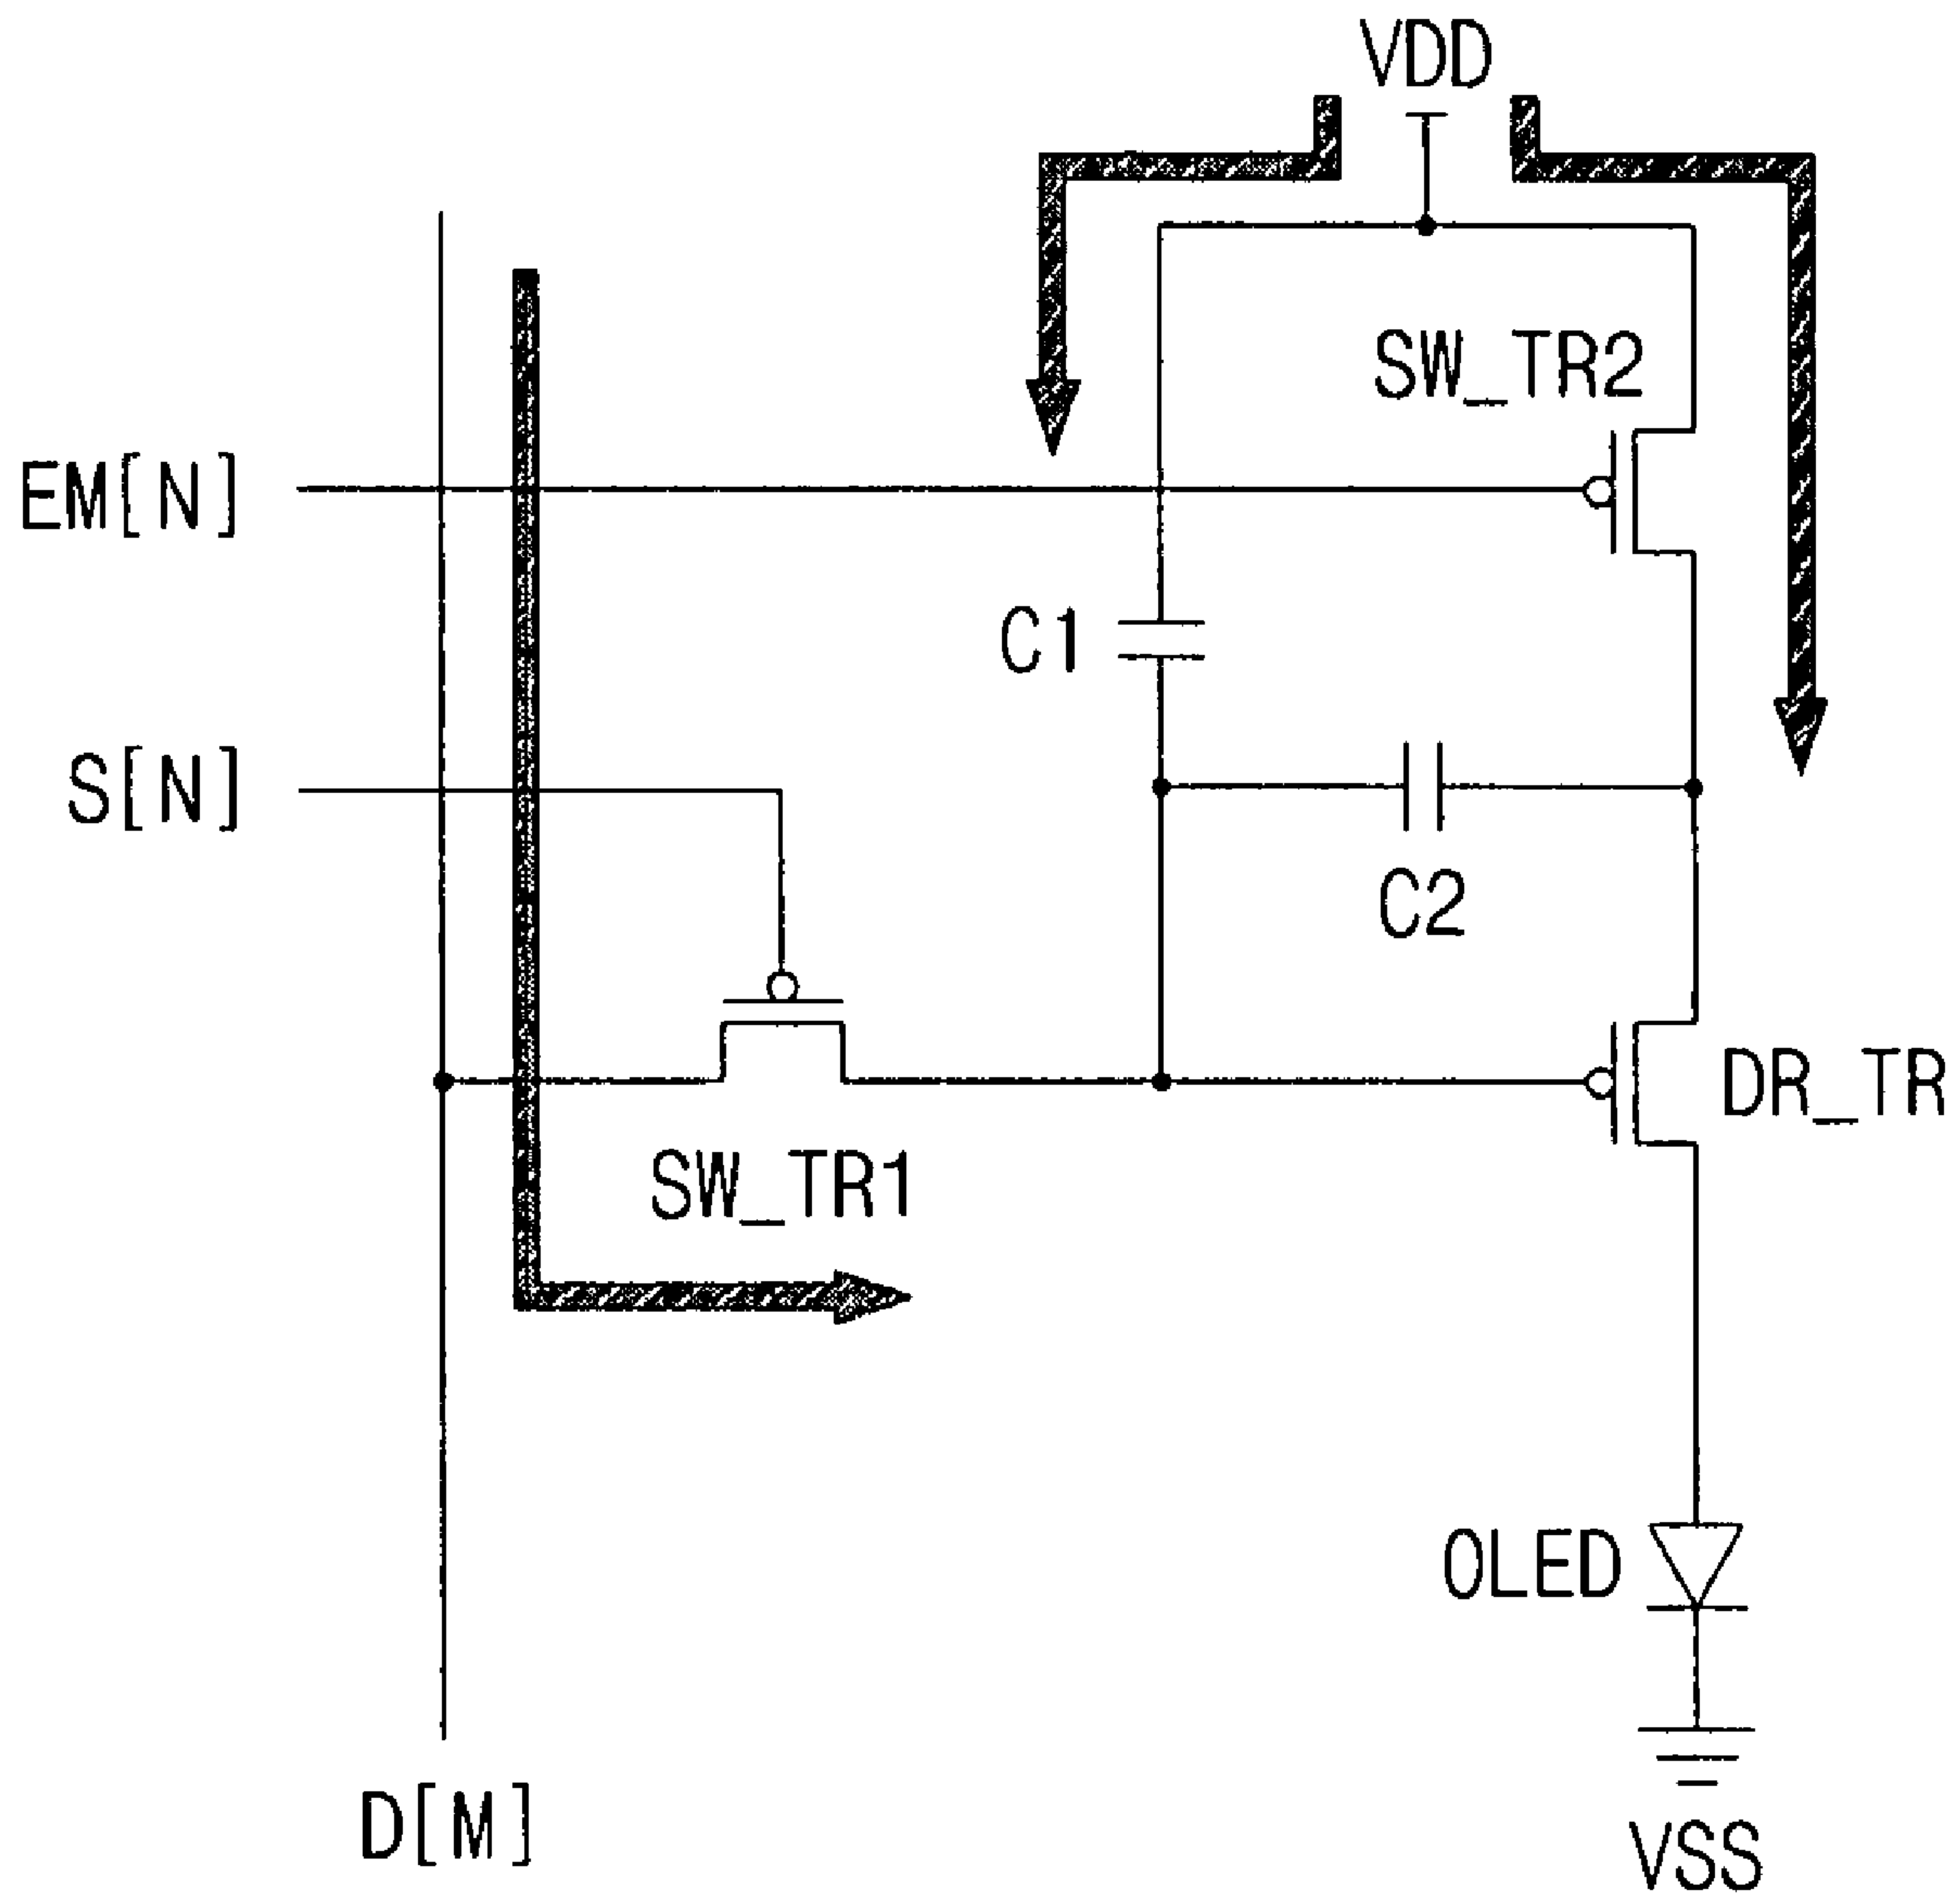 VDD
SW_TR2
EM[N]
C1
S[N]
C2
DR_TR
SW_TR1
OLED
D[M]
VSS